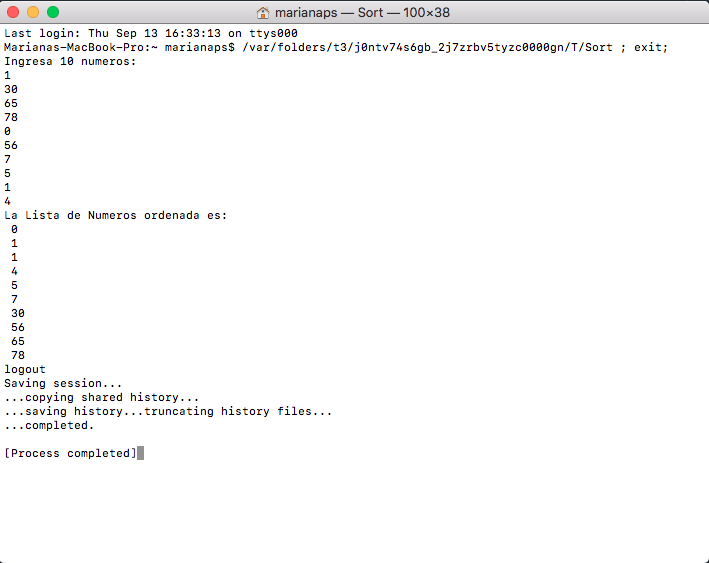 marianaps — Sort — 100×38
Last login: Thu Sep 13 16:33:13 on ttys000
Marianas-MacBook-Pro:~ marianaps$ /var/folders/t3/j0ntv74s6gb_2j7zrbv5tyzc0000gn/T/Sort ; exit;
Ingresa 10 numeros:
1
30
65
78
0
56
7
5
1
4
La Lista de Numeros ordenada es:
0
1
1
4
5
7
30
56
65
78
logout
Saving session...
...copying shared history...
...saving history...truncating history files...
...completed.
[Process completed]